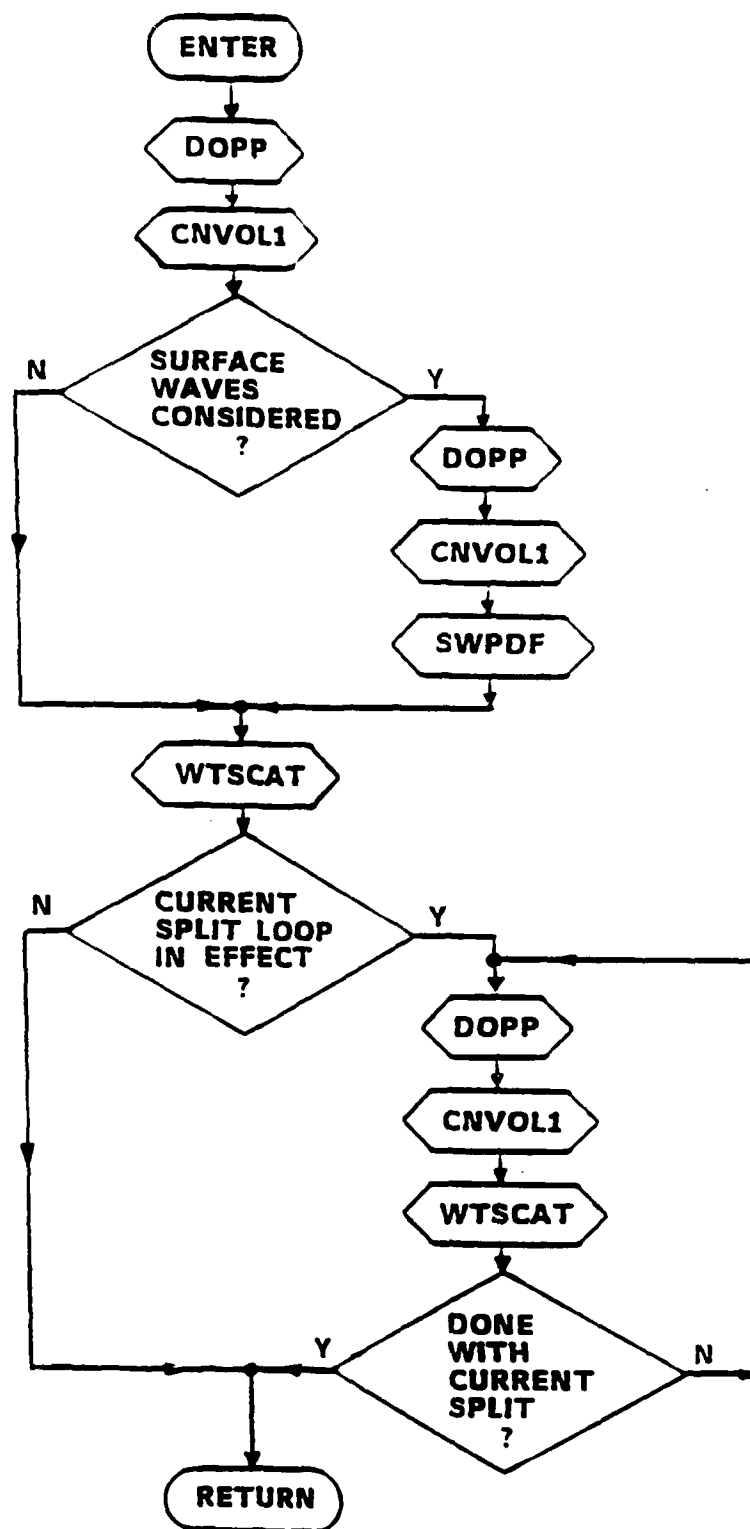 ENTER
DOPP
CNVOL1
SURFACE
WAVES
CONSIDERED
?
N
Y
DOPP
CNVOL1
SWPDF
WTSCAT
CURRENT
SPLIT LOOP
IN EFFECT
?
N
Y
DOPP
CNVOL1
WTSCAT
DONE
WITH
CURRENT
SPLIT
?
Y
N
RETURN